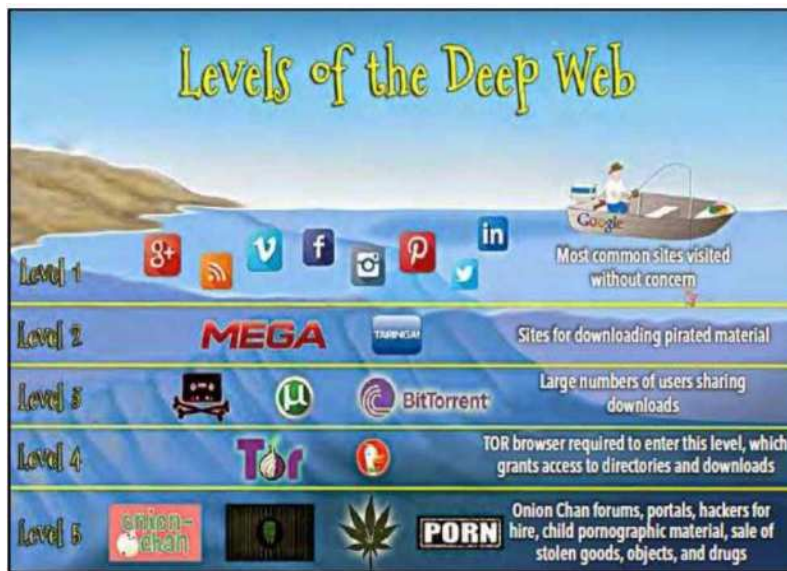 Levels of the Deep Web
Google
g+
f
P
in
Level 1
Most common sites visited
without concern
Level 2
MEGA
TARINGA!
Sites for downloading pirated material
Level 3
µ
BitTorrent
Large numbers of users sharing
downloads
Level 4
Tor
TOR browser required to enter this level, which
grants access to directories and downloads
Level 5
onion-
chan
PORN
Onion Chan forums, portals, hackers for
hire, child pornographic material, sale of
stolen goods, objects, and drugs